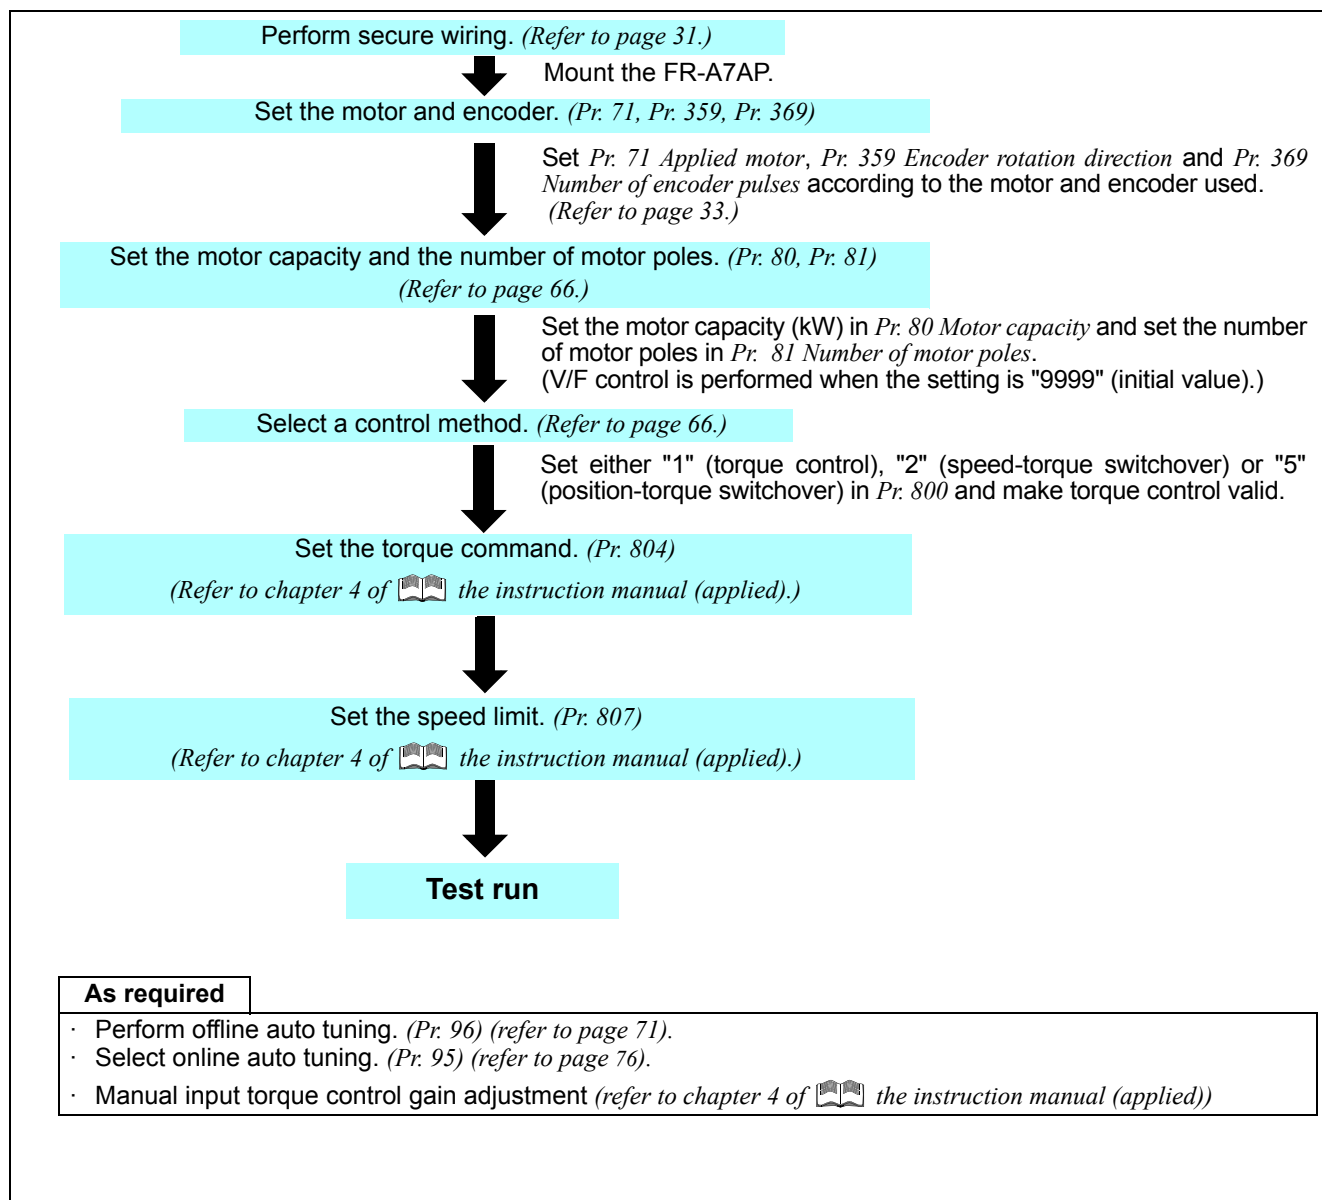 Perform secure wiring. (Refer to page 31.)
Mount the FR-A7AP.
Set the motor and encoder. (Pr. 71, Pr. 359, Pr. 369)
Set Pr. 71 Applied motor, Pr. 359 Encoder rotation direction and Pr. 369
Number of encoder pulses according to the motor and encoder used.
(Refer to page 33.)
Set the motor capacity and the number of motor poles. (Pr. 80, Pr. 81)
(Refer to page 66.)
Set the motor capacity (kW) in Pr. 80 Motor capacity and set the number
of motor poles in Pr. 81 Number of motor poles.
(V/F control is performed when the setting is "9999" (initial value).)
Select a control method. (Refer to page 66.)
Set either "1" (torque control), "2" (speed-torque switchover) or "5"
(position-torque switchover) in Pr. 800 and make torque control valid.
Set the torque command. (Pr. 804)
(Refer to chapter 4 of the instruction manual (applied).)
Set the speed limit. (Pr. 807)
(Refer to chapter 4 of the instruction manual (applied).)
Test run
As required
· Perform offline auto tuning. (Pr. 96) (refer to page 71).
· Select online auto tuning. (Pr. 95) (refer to page 76).
· Manual input torque control gain adjustment (refer to chapter 4 of the instruction manual (applied))